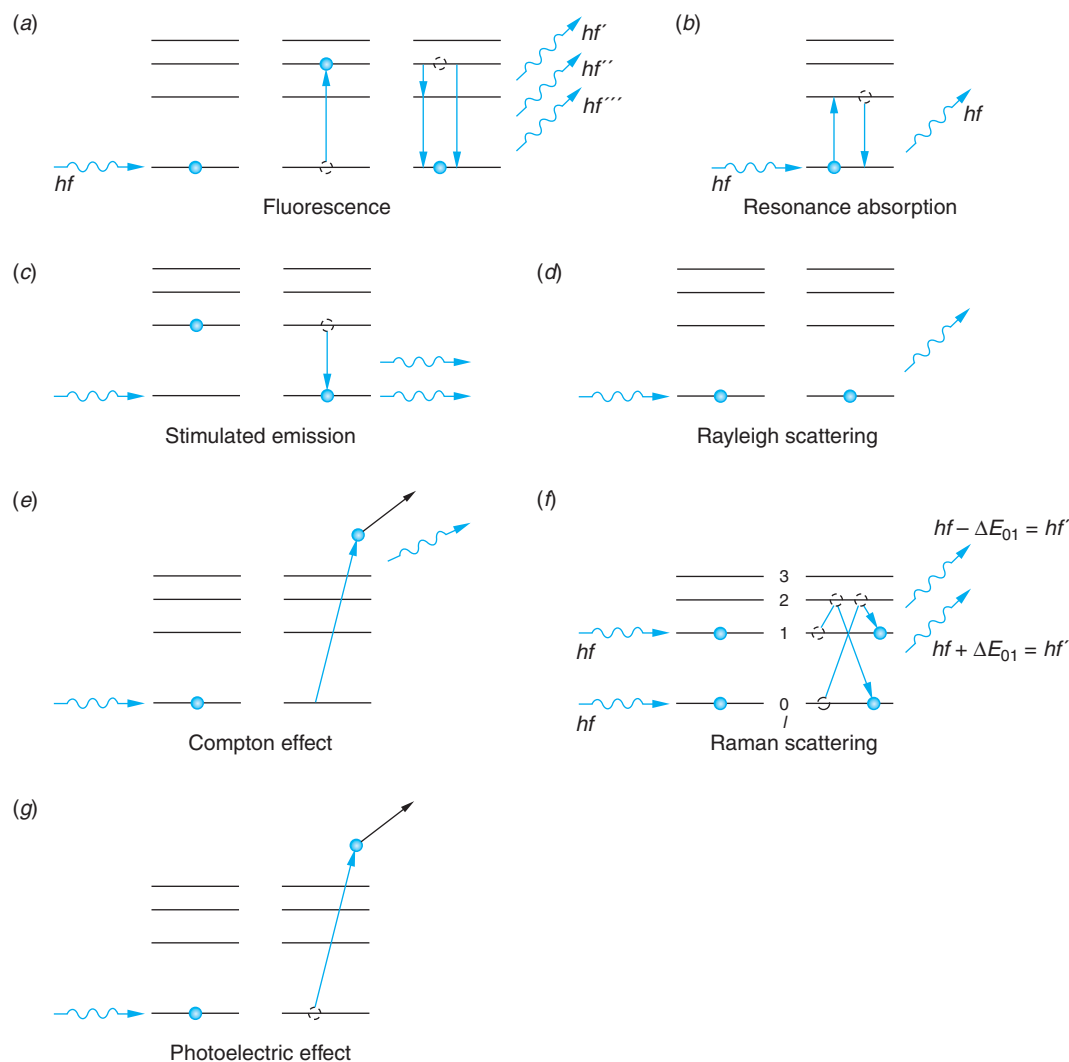 (a)
hf′
hf′′
hf′′′
hf
Fluorescence
(b)
hf
hf
Resonance absorption
(c)
Stimulated emission
(d)
Rayleigh scattering
(e)
Compton effect
(f)
hf – ΔE01 = hf′
3
2
1
hf
hf + ΔE01 = hf′
0
hf
l
Raman scattering
(g)
Photoelectric effect